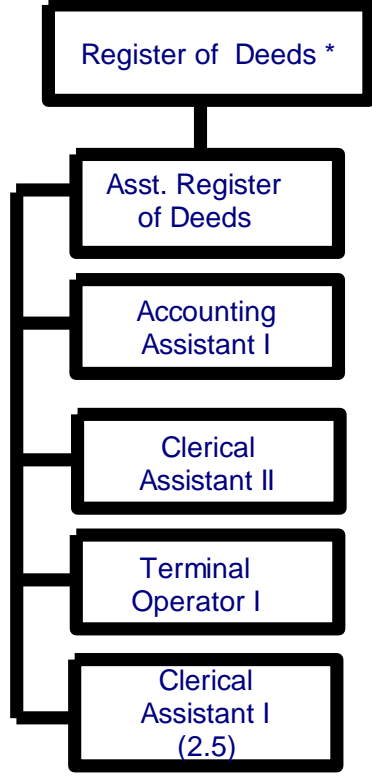 Register of Deeds *
Asst. Register
of Deeds
Accounting
Assistant I
Clerical
Assistant II
Terminal
Operator I
Clerical
Assistant I
(2.5)